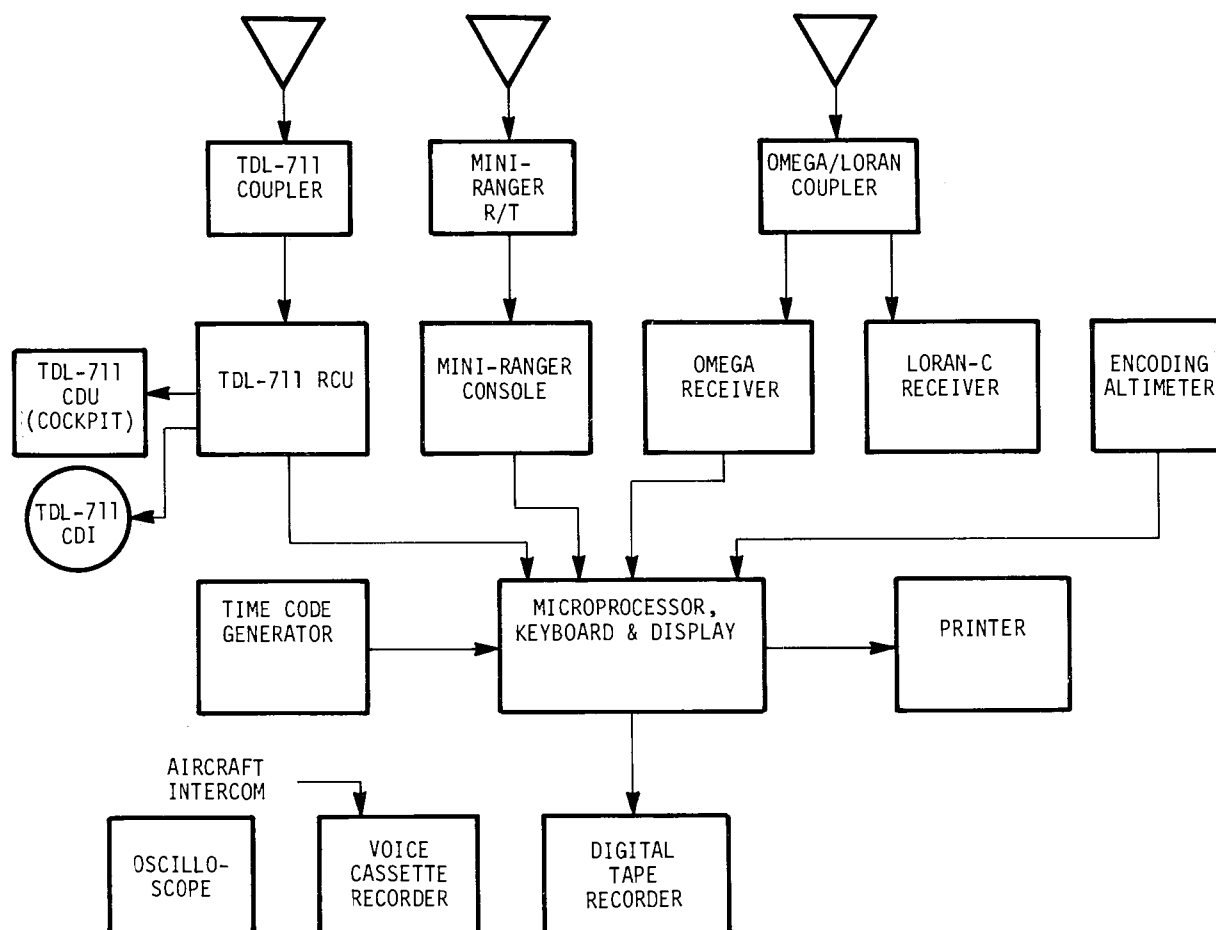 TDL-711
COUPLER
MINI-
RANGER
R/T
OMEGA/LORAN
COUPLER
TDL-711
CDU
(COCKPIT)
TDL-711 RCU
MINI-RANGER
CONSOLE
OMEGA
RECEIVER
LORAN-C
RECEIVER
ENCODING
ALTIMETER
TDL-711
CDI
TIME CODE
GENERATOR
MICROPROCESSOR,
KEYBOARD & DISPLAY
PRINTER
AIRCRAFT
INTERCOM
OSCILLO-
SCOPE
VOICE
CASSETTE
RECORDER
DIGITAL
TAPE
RECORDER